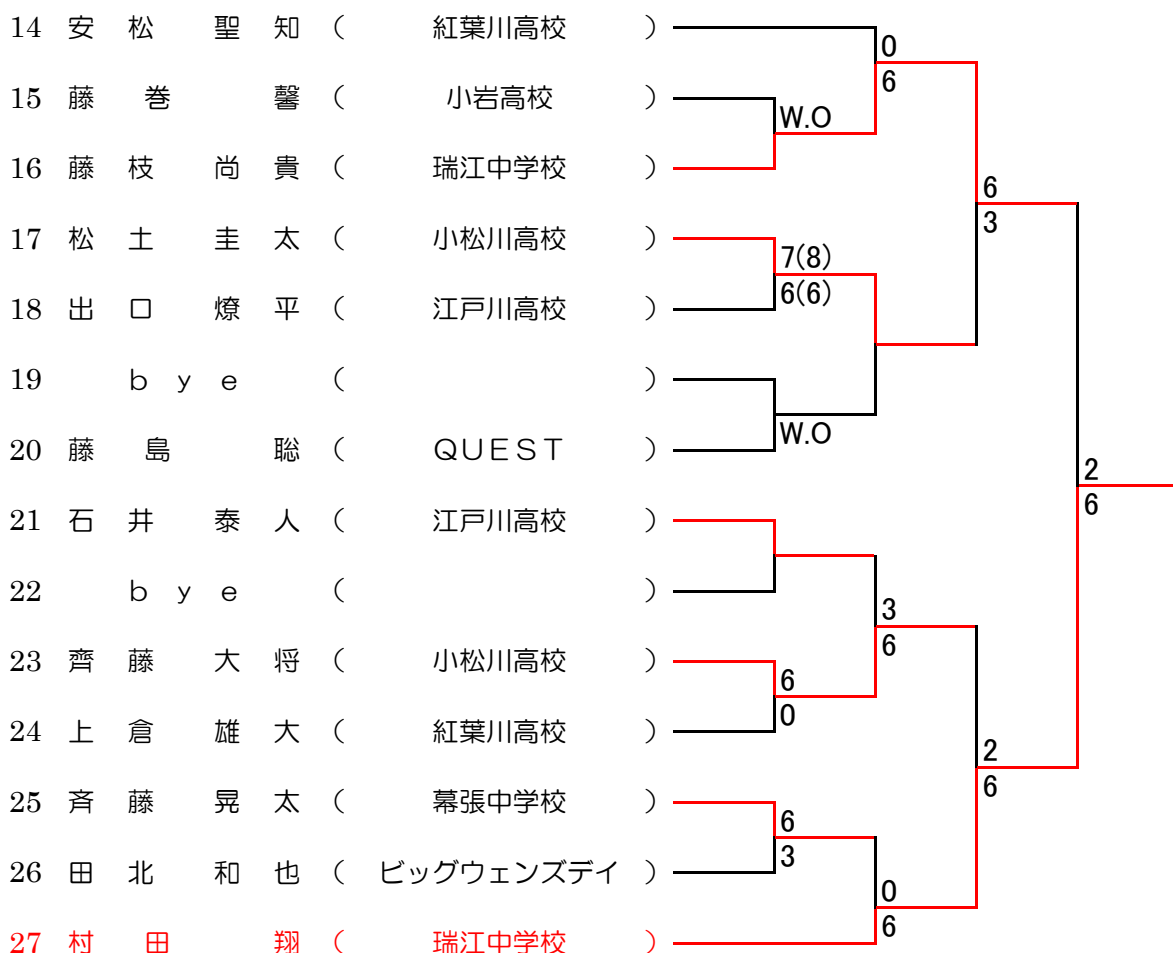 14 安松 聖知 ( 紅葉川高校 )
0
6
15 藤巻 馨 ( 小岩高校 )
W.O
16 藤枝 尚貴 ( 瑞江中学校 )
6
3
17 松土 圭太 ( 小松川高校 )
7(8)
6(6)
18 出口 燎平 ( 江戸川高校 )
19 bye ( )
W.O
20 藤島 聡 ( QUEST )
2
6
21 石井 泰人 ( 江戸川高校 )
22 bye ( )
3
6
23 齊藤 大将 ( 小松川高校 )
6
0
24 上倉 雄大 ( 紅葉川高校 )
2
6
25 斉藤 晃太 ( 幕張中学校 )
6
3
26 田北 和也 ( ビッグウェンズデイ )
0
6
27 村田 翔 ( 瑞江中学校 )